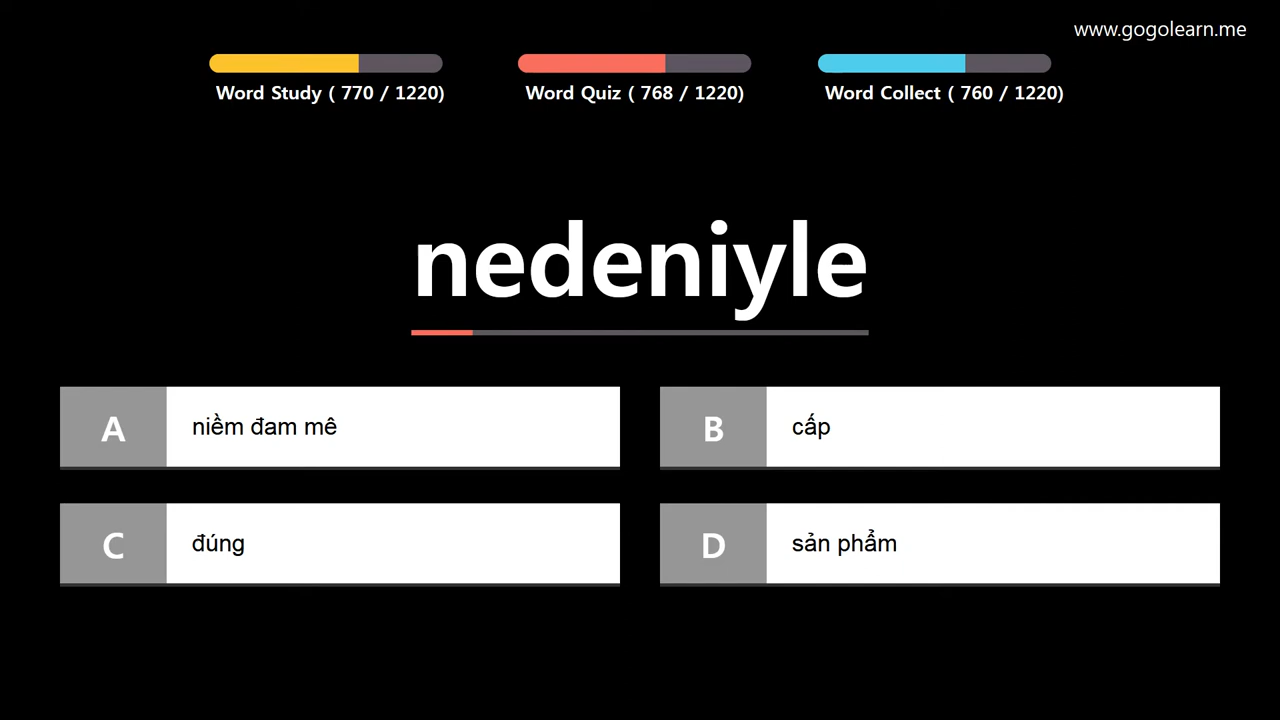 www.gogolearn.me
Word Study ( 770 / 1220)
Word Quiz ( 768 / 1220)
Word Collect ( 760 / 1220)
nedeniyle
A niềm đam mê
B cấp
C đúng
D sản phẩm